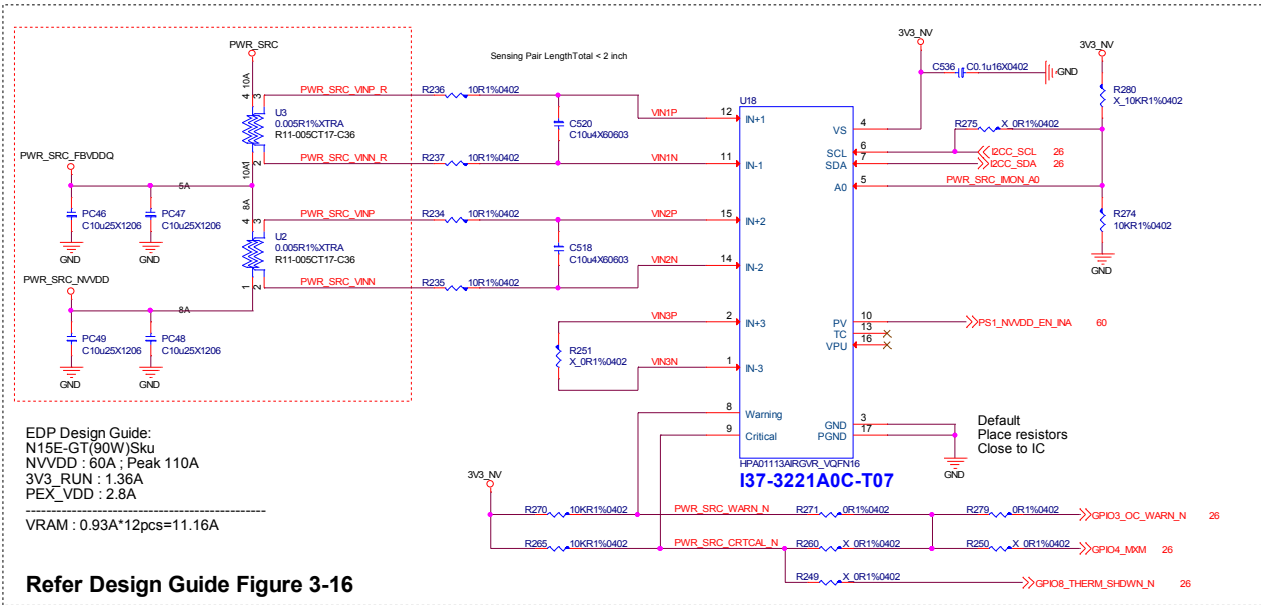 PWR_SRC
Sensing Pair LengthTotal < 2 inch
3V3_NV
3V3_NV
C536 C0.1u16X0402
GND
10A
4 3
PWR_SRC_VINP_R
R236 10R1%0402
U3
0.005R1%XTRA
R11-005CT17-C36
C520
C10u4X60603
VIN1P
12 IN+1
U18
VS 4
R280
X_10KR1%0402
R275 X_0R1%0402
PWR_SRC_FBVDDQ
10A
1 2
PWR_SRC_VINN_R
R237 10R1%0402
VIN1N
11 IN-1
SCL 6
I2CC_SCL 26
SDA 7
I2CC_SDA 26
A0 5
PWR_SRC_IMON_A0
5A
8A
PC46
C10u25X1206
PC47
C10u25X1206
GND
GND
4 3
PWR_SRC_VINP
R234 10R1%0402
U2
0.005R1%XTRA
R11-005CT17-C36
C518
C10u4X60603
VIN2P
15 IN+2
R274
10KR1%0402
GND
VIN2N
14 IN-2
PWR_SRC_NVVDD
1 2
PWR_SRC_VINN
R235 10R1%0402
8A
PC49
C10u25X1206
PC48
C10u25X1206
GND
GND
VIN3P
2 IN+3
R251
X_0R1%0402
VIN3N
1 IN-3
PV 10
PS1_NVVDD_EN_INA 60
TC 13
VPU 16
8 Warning
9 Critical
GND 3
PGND 17
GND
Default
Place resistors
Close to IC
HPA01113AIRGVR_VQFN16
I37-3221A0C-T07
EDP Design Guide:
N15E-GT(90W)Sku
NVVDD : 60A ; Peak 110A
3V3_RUN : 1.36A
PEX_VDD : 2.8A
---------------------------------------------
VRAM : 0.93A*12pcs=11.16A
3V3_NV
R270 10KR1%0402
PWR_SRC_WARN_N
R271 0R1%0402
R279 0R1%0402
GPIO3_OC_WARN_N 26
R265 10KR1%0402
PWR_SRC_CRTCAL_N
R260 X_0R1%0402
R250 X_0R1%0402
GPIO4_MXM 26
R249 X_0R1%0402
GPIO8_THERM_SHDWN_N 26
Refer Design Guide Figure 3-16